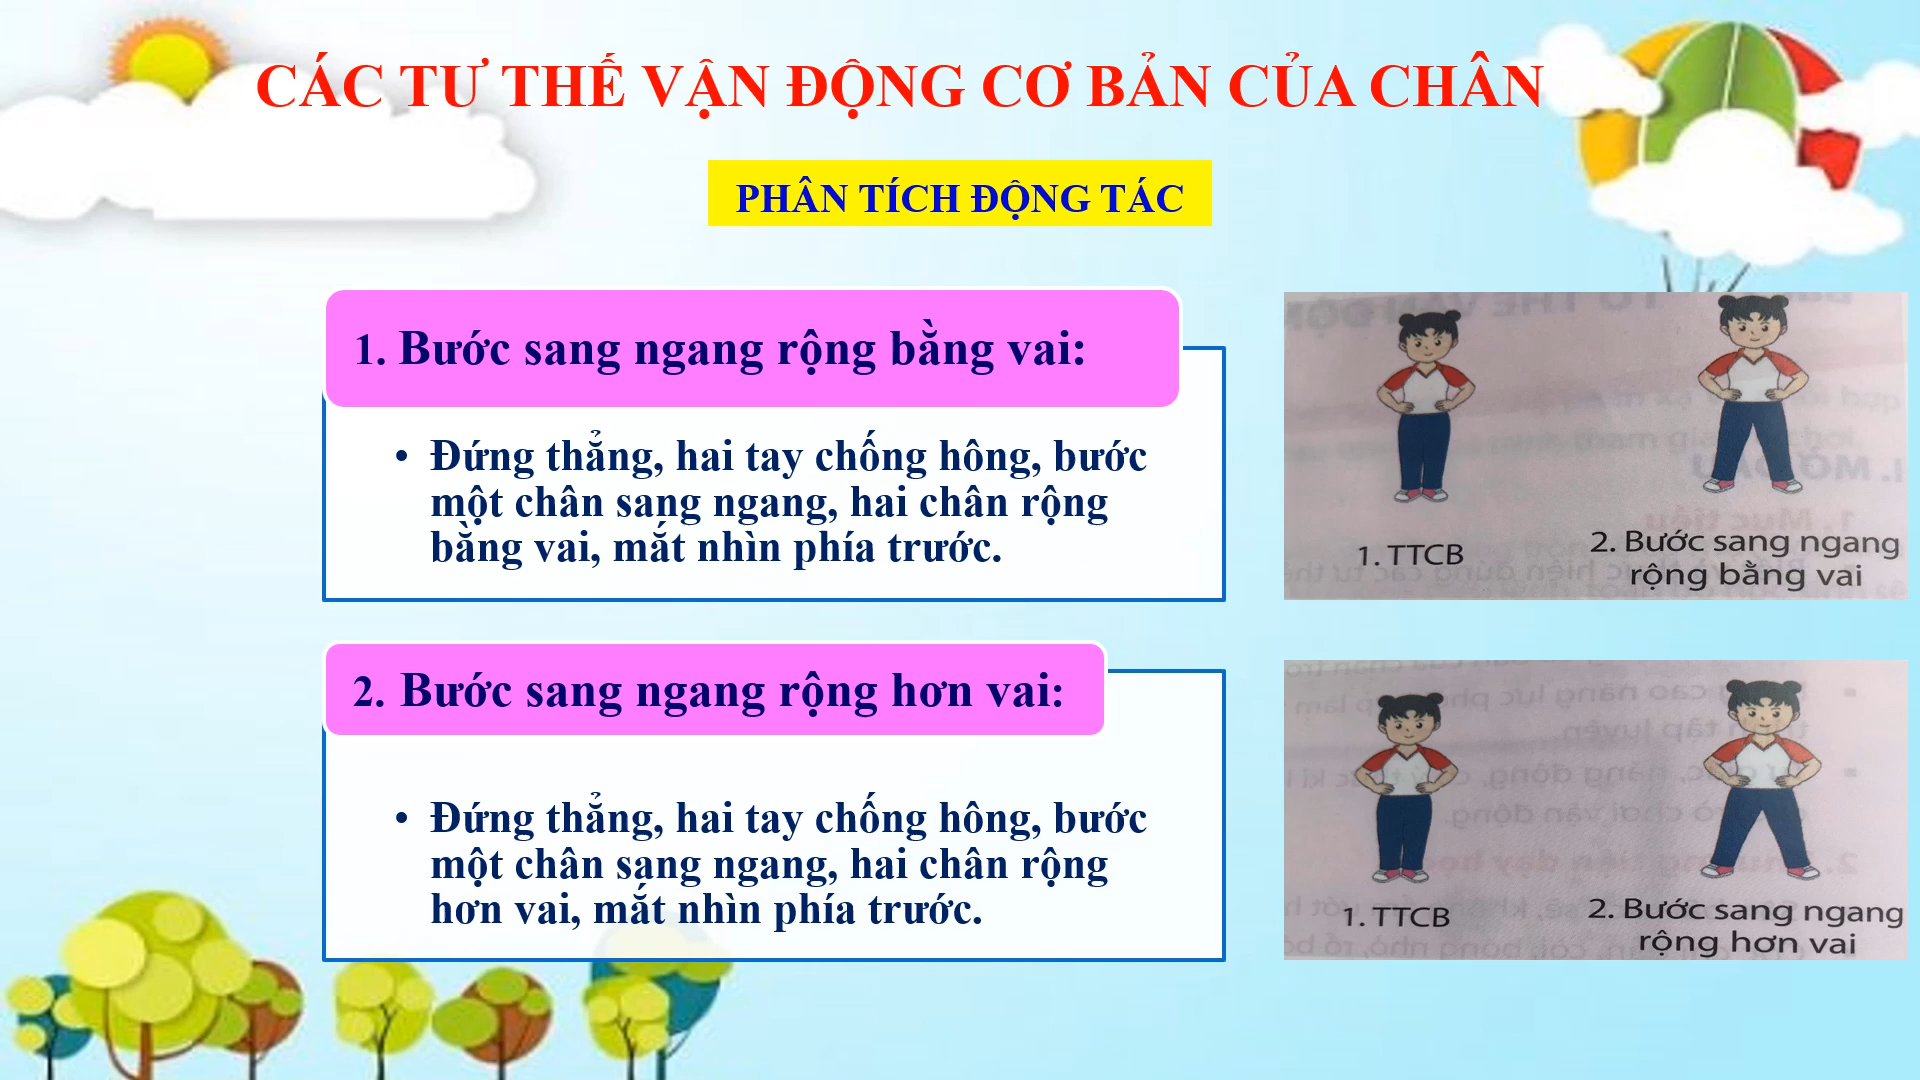 CÁC TƯ THẾ VẬN ĐỘNG CƠ BẢN CỦA CHÂN
PHÂN TÍCH ĐỘNG TÁC
1. Bước sang ngang rộng bằng vai:
• Đứng thẳng, hai tay chống hông, bước
một chân sang ngang, hai chân rộng
bằng vai, mắt nhìn phía trước.
1. TTCB
2. Bước sang ngang
rộng bằng vai
2. Bước sang ngang rộng hơn vai:
• Đứng thẳng, hai tay chống hông, bước
một chân sang ngang, hai chân rộng
hơn vai, mắt nhìn phía trước.
1. TTCB
2. Bước sang ngang
rộng hơn vai